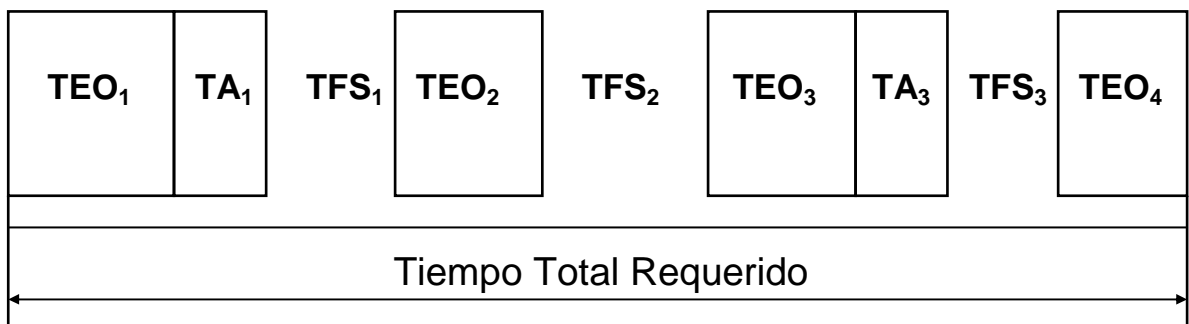 TEO₁ TA₁ TFS₁ TEO₂ TFS₂ TEO₃ TA₃ TFS₃ TEO₄
Tiempo Total Requerido